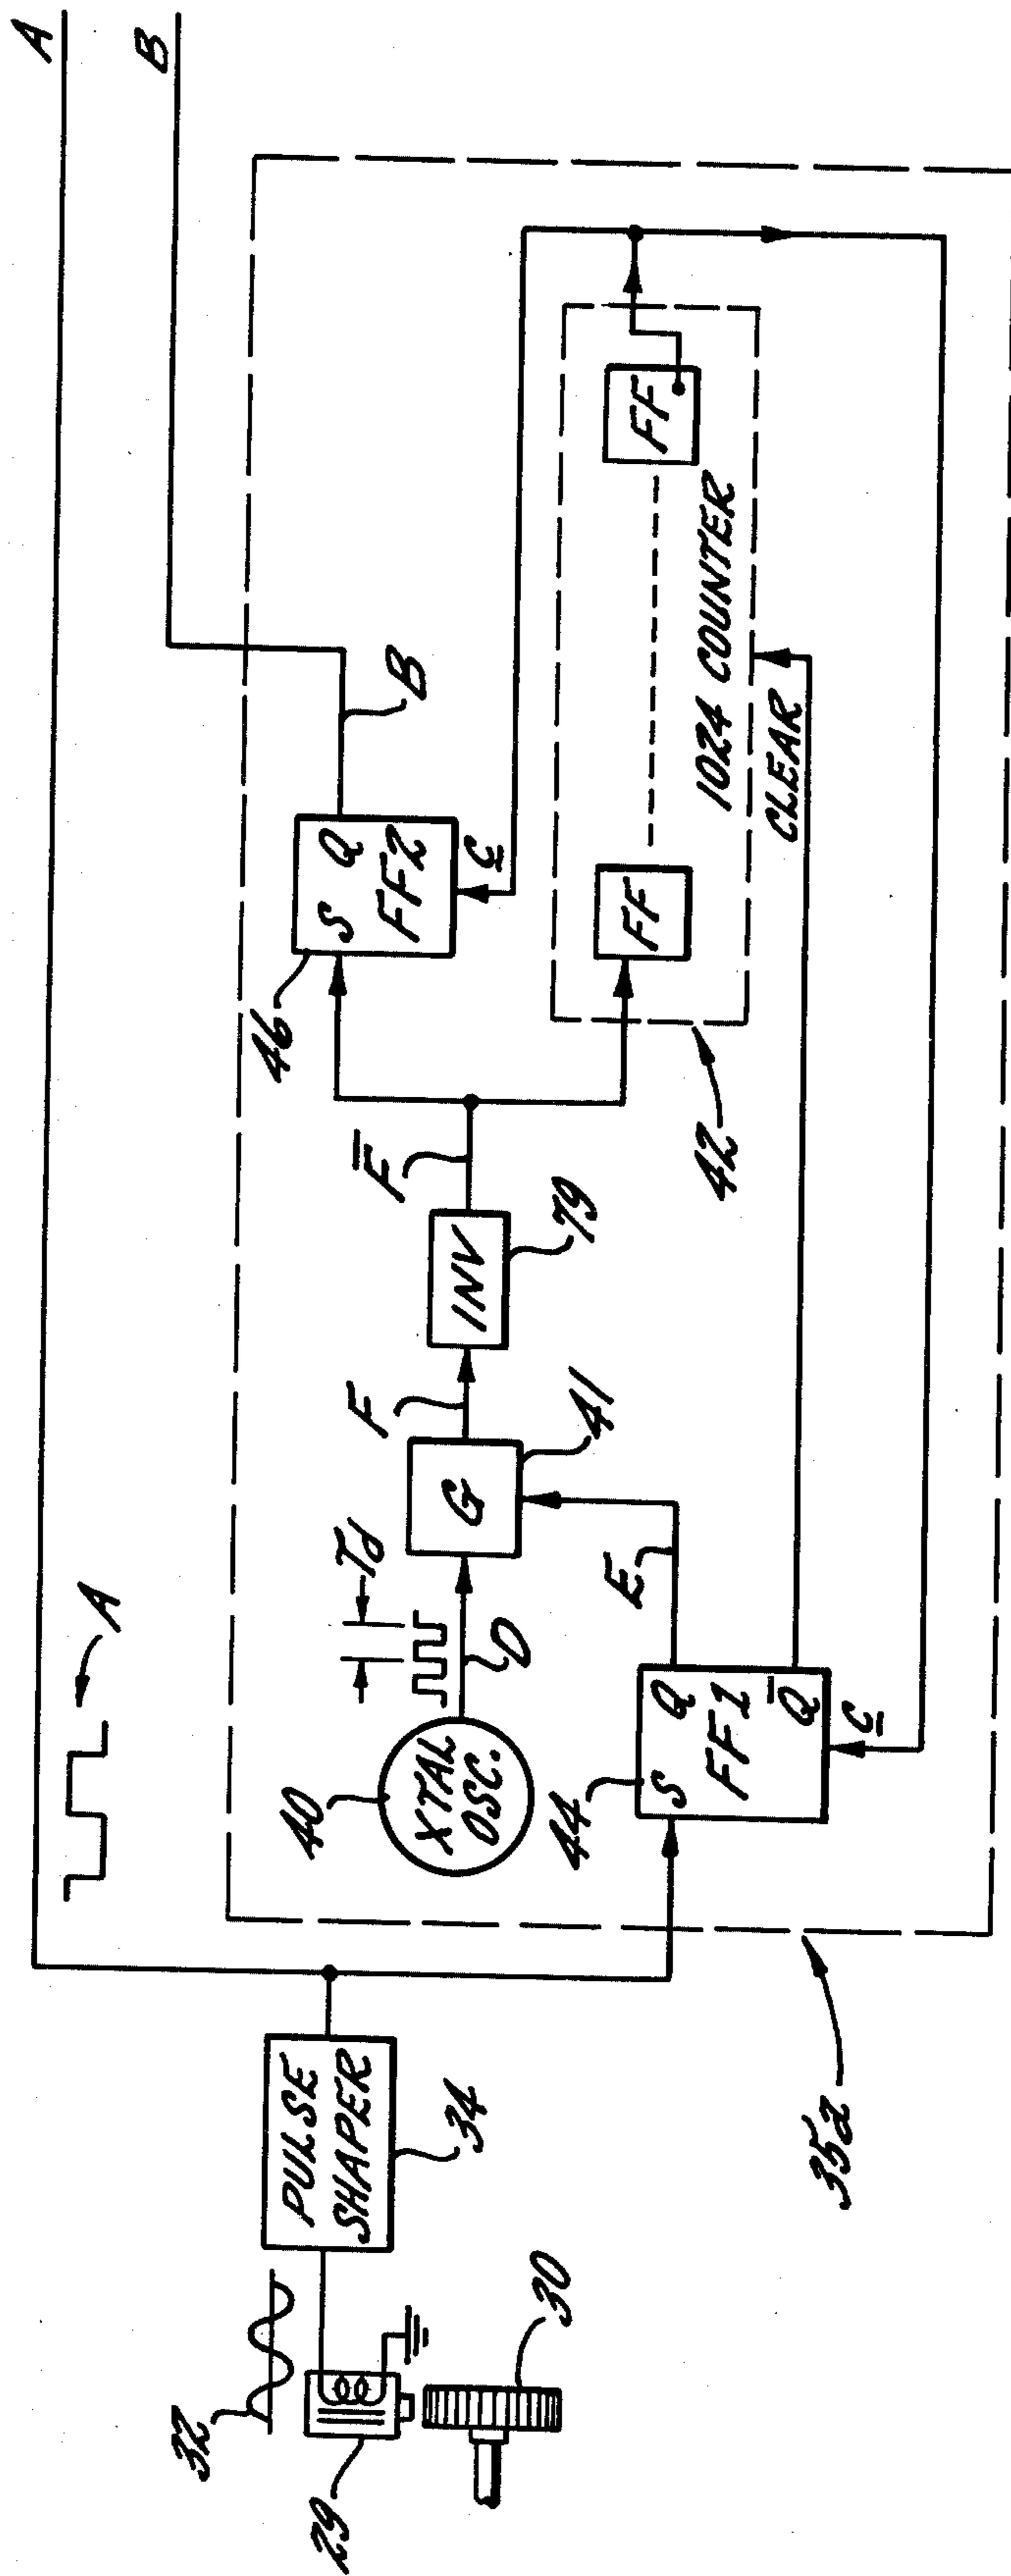 A
B
A
32
PULSE
SHAPER
34
29
30
40
XTAL
OSC.
D
Td
G
41
F
INV
79
F̅
46
S Q
FF2
C
B
E
44
S Q
FF1
Q̅
C
FF
FF
1024 COUNTER
CLEAR
42
35a